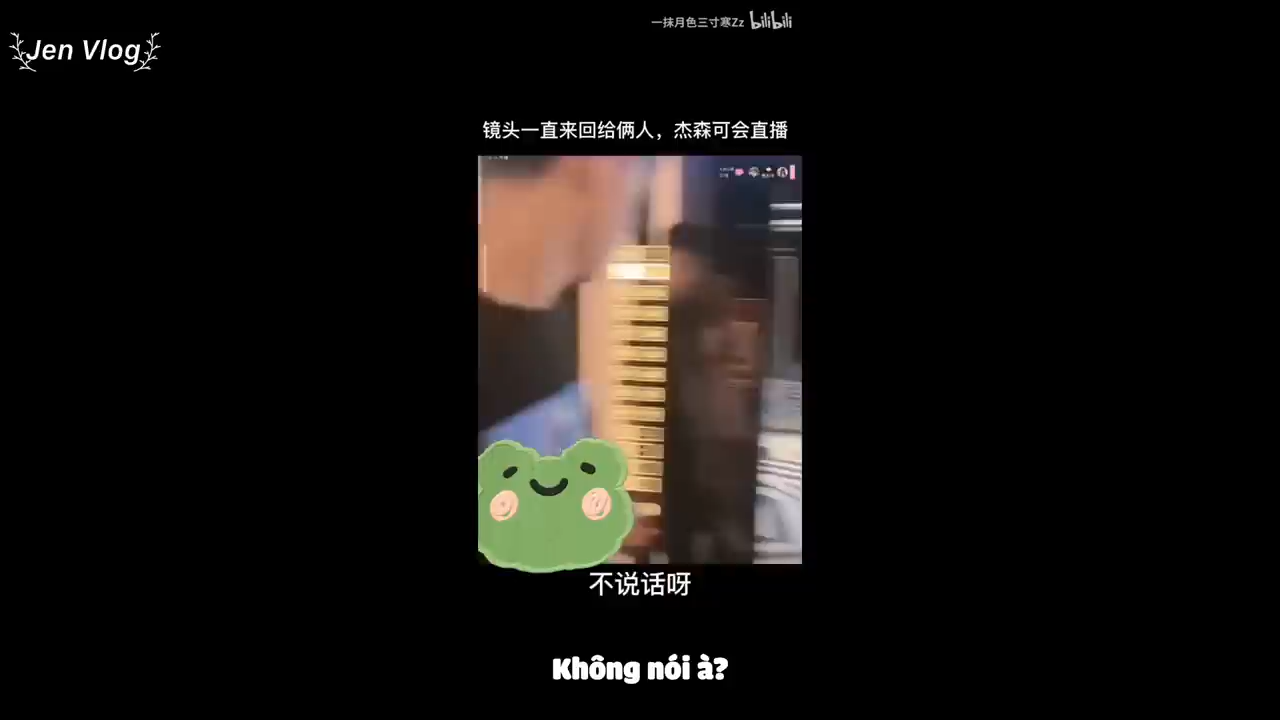 一抹月色三寸寒Zz bilibili
Jen Vlog
镜头一直来回给俩人，杰森可会直播
不说话呀
Không nói à?